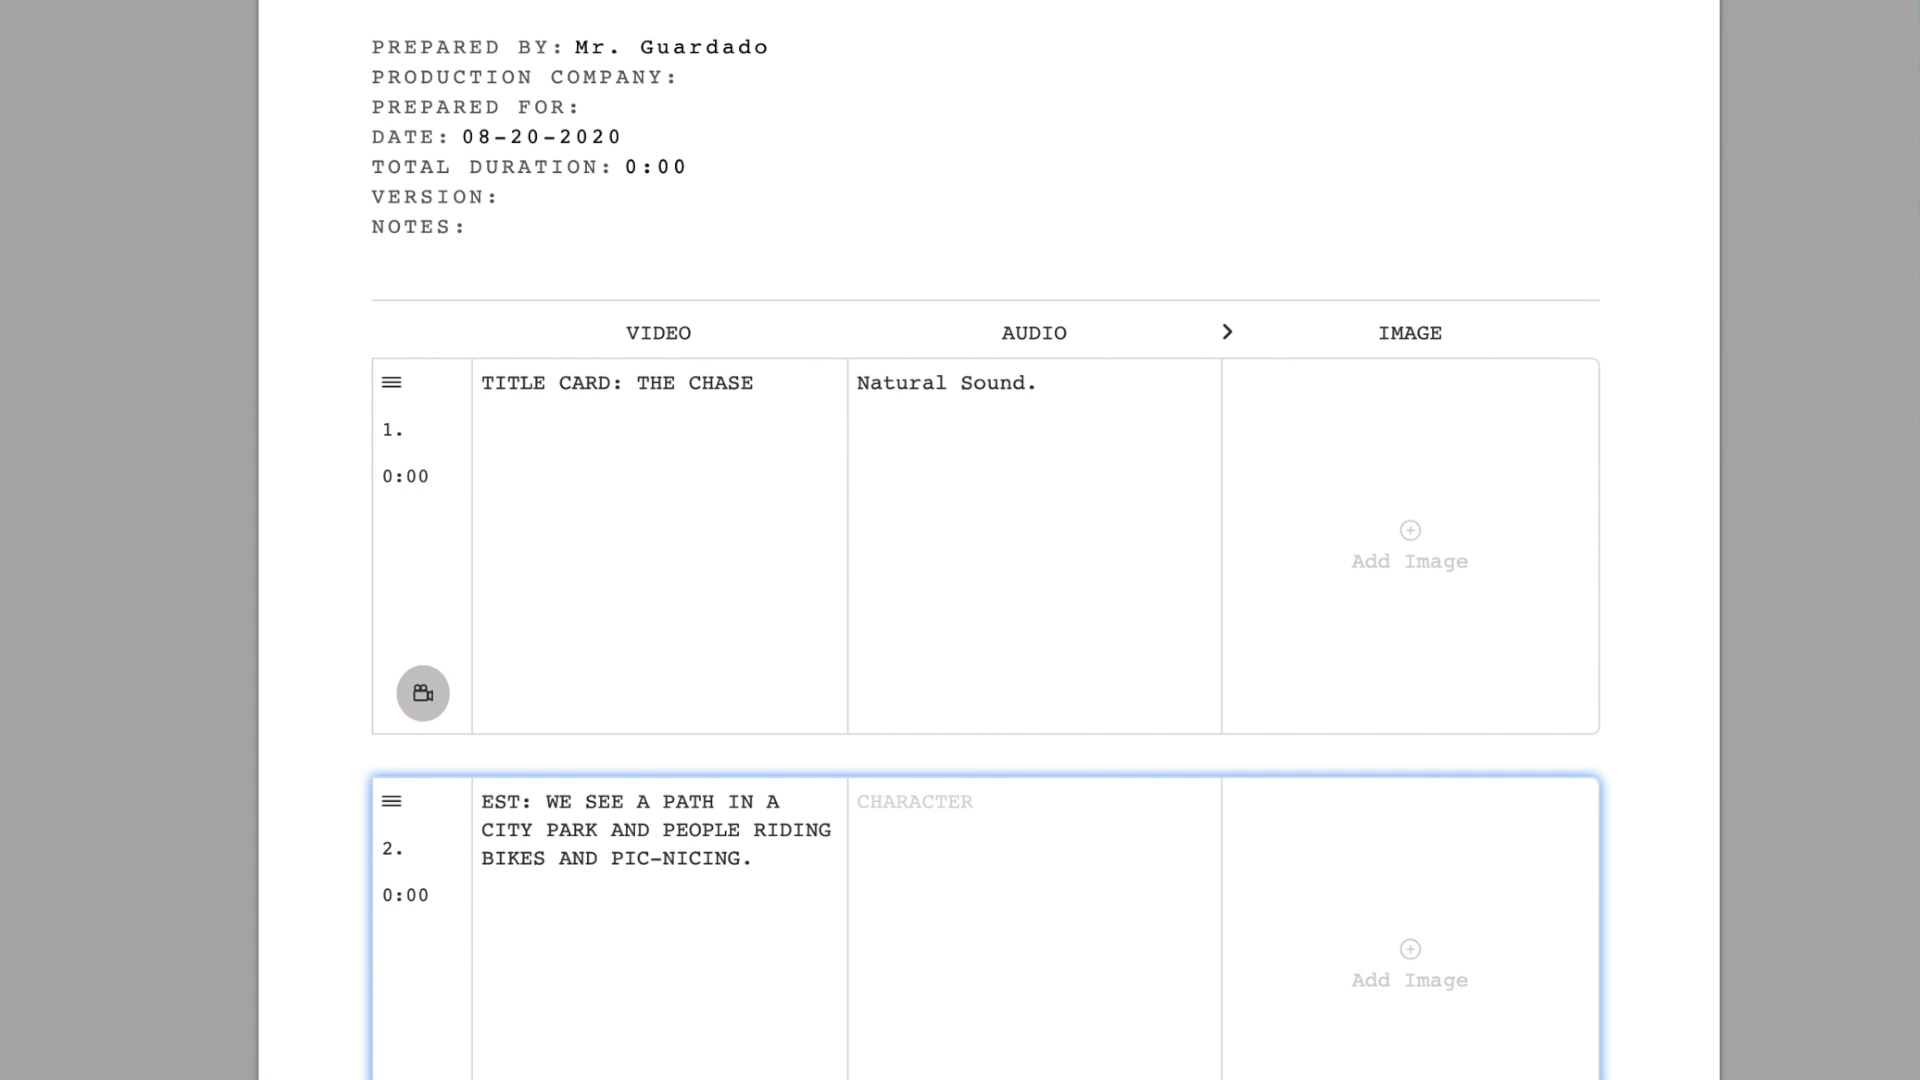 PREPARED BY: Mr. Guardado
PRODUCTION COMPANY:
PREPARED FOR:
DATE: 08-20-2020
TOTAL DURATION: 0:00
VERSION:
NOTES:
VIDEO AUDIO IMAGE
TITLE CARD: THE CHASE
Natural Sound.
1.
0:00
Add Image
EST: WE SEE A PATH IN A
CITY PARK AND PEOPLE RIDING
BIKES AND PIC-NICING.
CHARACTER
2.
0:00
Add Image